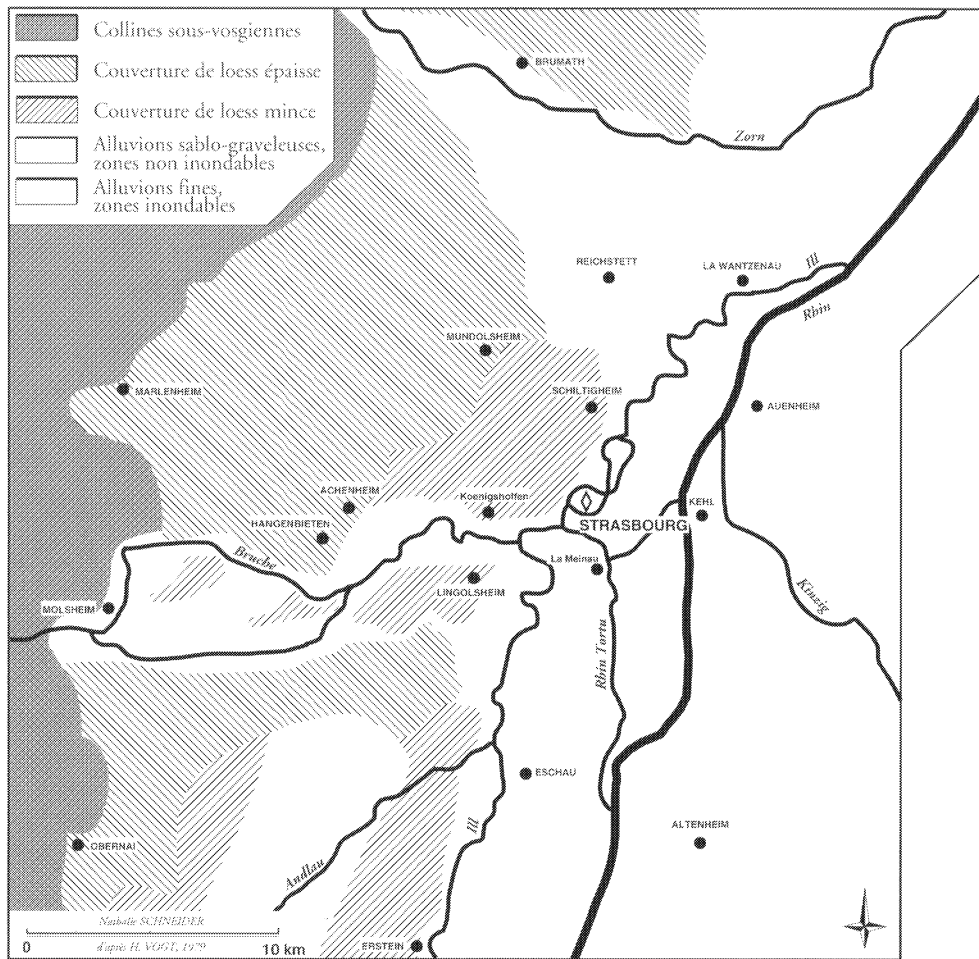 Collines sous-vosgiennes
Couverture de loess épaisse
Couverture de loess mince
Alluvions sablo-graveleuses,
zones non inondables
Alluvions fines,
zones inondables
BRUMATH
Zorn
REICHSTETT
LA WANTZENAU
Ill
Rhin
MUNDOLSHEIM
MARLENHEIM
SCHILTIGHEIM
AUENHEIM
ACHENHEIM
Koenigshoffen
HANGENBIETEN
STRASBOURG
KEHL
Bruche
La Meinau
LINGOLSHEIM
MOLSHEIM
Kinzig
Rhin Tortu
ESCHAU
Ill
ALTENHEIM
OBERNAI
Andlau
Nathalie SCHNEIDER
d'après H. VOGT, 1979
0
10 km
ERSTEIN